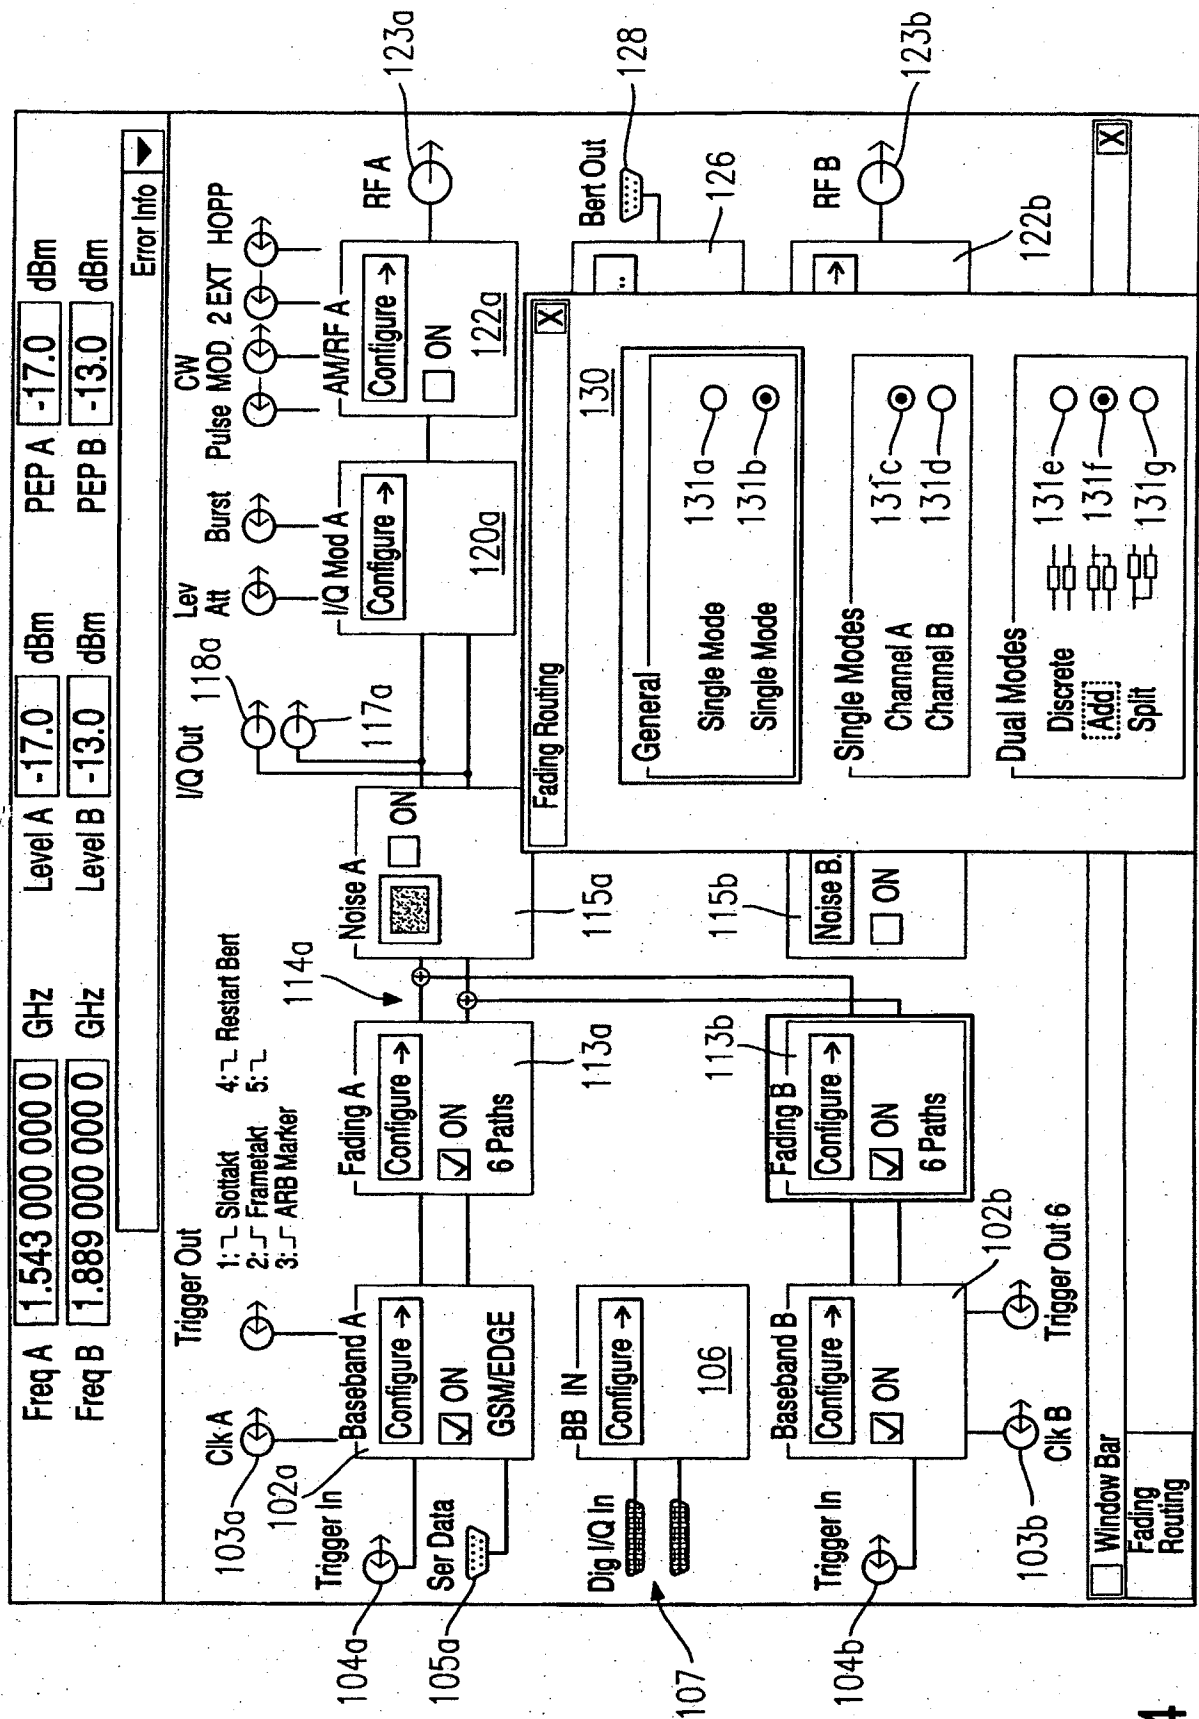 Freq A 1.543 000 000 0 GHz Level A -17.0 dBm PEP A -17.0 dBm
Freq B 1.889 000 000 0 GHz Level B -13.0 dBm PEP B -13.0 dBm
Error Info
Clk A
103a
Trigger Out
1: Slottakt 4: Restart Bert
2: Frametakt 5:
3: ARB Marker
I/Q Out
118a
117a
Lev
Att
Burst
CW
Pulse MOD 2 EXT HOPP
102a
Trigger In
104a
Ser Data
105a
Baseband A
Configure →
ON
GSM/EDGE
Fading A
Configure →
ON
6 Paths
113a
114a
Noise A
ON
115a
I/Q Mod A
Configure →
120a
AM/RF A
Configure →
ON
122a
RF A
123a
Dig I/Q In
107
BB IN
Configure →
106
Bert Out
128
126
..
Trigger In
104b
Baseband B
Configure →
ON
102b
Clk B
103b
Trigger Out 6
Fading B
113b
Configure →
ON
6 Paths
115b
Noise B
ON
→
RF B
123b
122b
Fading Routing
X
130
General
Single Mode 131a
Single Mode 131b
Single Modes
Channel A 131c
Channel B 131d
Dual Modes
Discrete 131e
Add 131f
Split 131g
Window Bar
X
Fading
Routing